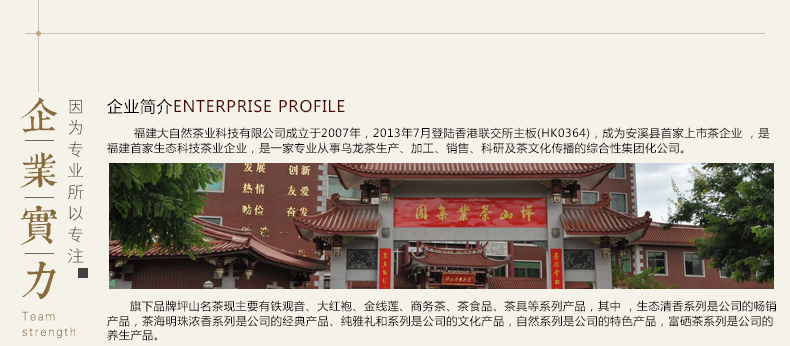 企業實力
因为专业所以专注
Team
strength
企业简介ENTERPRISE PROFILE
福建大自然茶业科技有限公司成立于2007年，2013年7月登陆香港联交所主板(HK0364)，成为安溪县首家上市茶企业 ，是
福建首家生态科技茶业企业，是一家专业从事乌龙茶生产、加工、销售、科研及茶文化传播的综合性集团化公司。
发展
热情
勤俭
创新
友爱
奋发
团集业茶山坪
旗下品牌坪山名茶现主要有铁观音、大红袍、金线莲、商务茶、茶食品、茶具等系列产品，其中 ，生态清香系列是公司的畅销
产品，茶海明珠浓香系列是公司的经典产品、纯雅礼和系列是公司的文化产品，自然系列是公司的特色产品，富硒茶系列是公司的
养生产品。